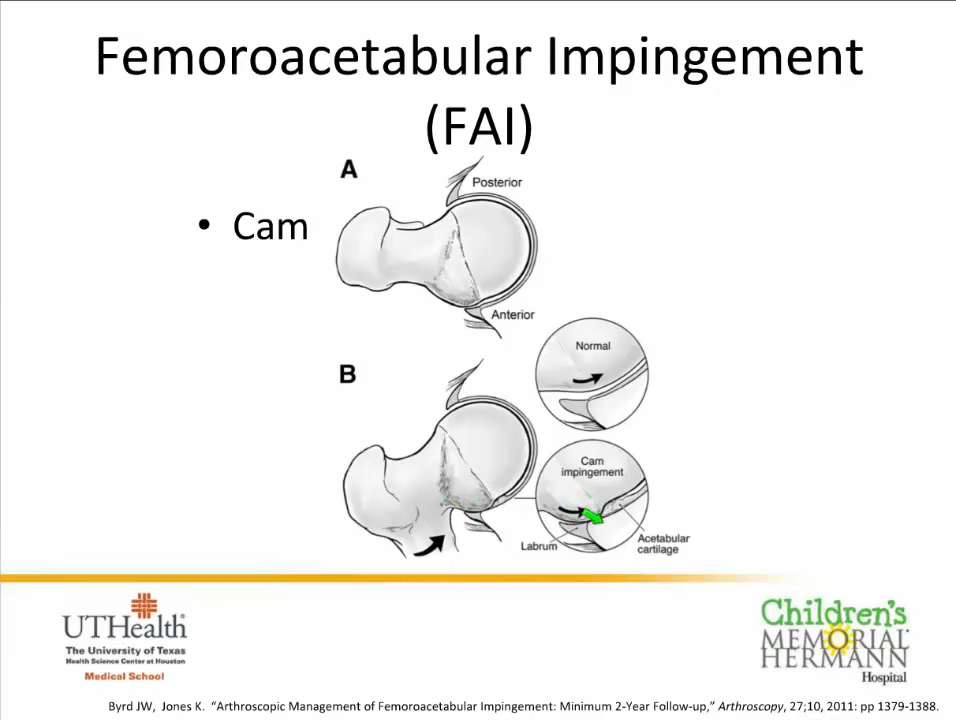 Femoroacetabular Impingement
(FAI)
A
Posterior
• Cam
Anterior
Normal
B
Cam
impingement
Labrum
Acetabular
cartilage
UTHealth®
The University of Texas
Health Science Center at Houston
Medical School
Children's
MEMORIAL
HERMANN
Hospital
Byrd JW, Jones K. “Arthroscopic Management of Femoroacetabular Impingement: Minimum 2-Year Follow-up,” Arthroscopy, 27;10, 2011: pp 1379-1388.